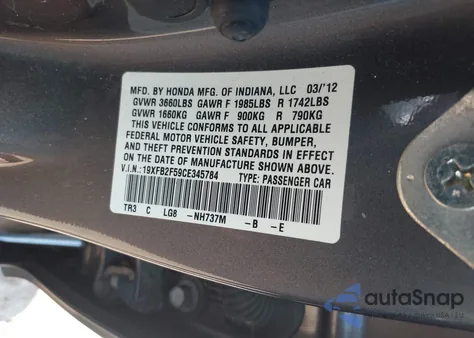 MFD. BY HONDA MFG. OF INDIANA, LLC 03/'12
GVWR 3660LBS GAWR F 1985LBS R 1742LBS
GVWR 1660KG GAWR F 900KG R 790KG
THIS VEHICLE CONFORMS TO ALL APPLICABLE
FEDERAL MOTOR VEHICLE SAFETY, BUMPER,
AND THEFT PREVENTION STANDARDS IN EFFECT
ON THE DATE OF MANUFACTURE SHOWN ABOVE.
V.I.N.:19XFB2F59CE345784 TYPE: PASSENGER CAR
TR3 C LG8 -NH737M -B -E
autoSnap